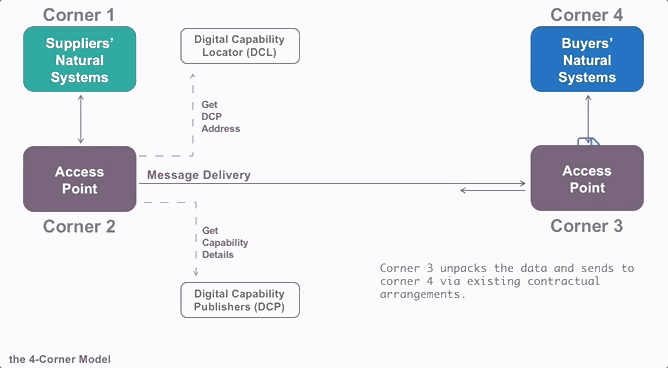 Corner 1
Corner 4
Suppliers'
Natural
Systems
Digital Capability
Locator (DCL)
Buyers'
Natural
Systems
Get
DCP
Address
Access
Point
Message Delivery
Access
Point
Corner 2
Corner 3
Get
Capability
Details
Corner 3 unpacks the data and sends to
corner 4 via existing contractual
arrangements.
Digital Capability
Publishers (DCP)
the 4-Corner Model